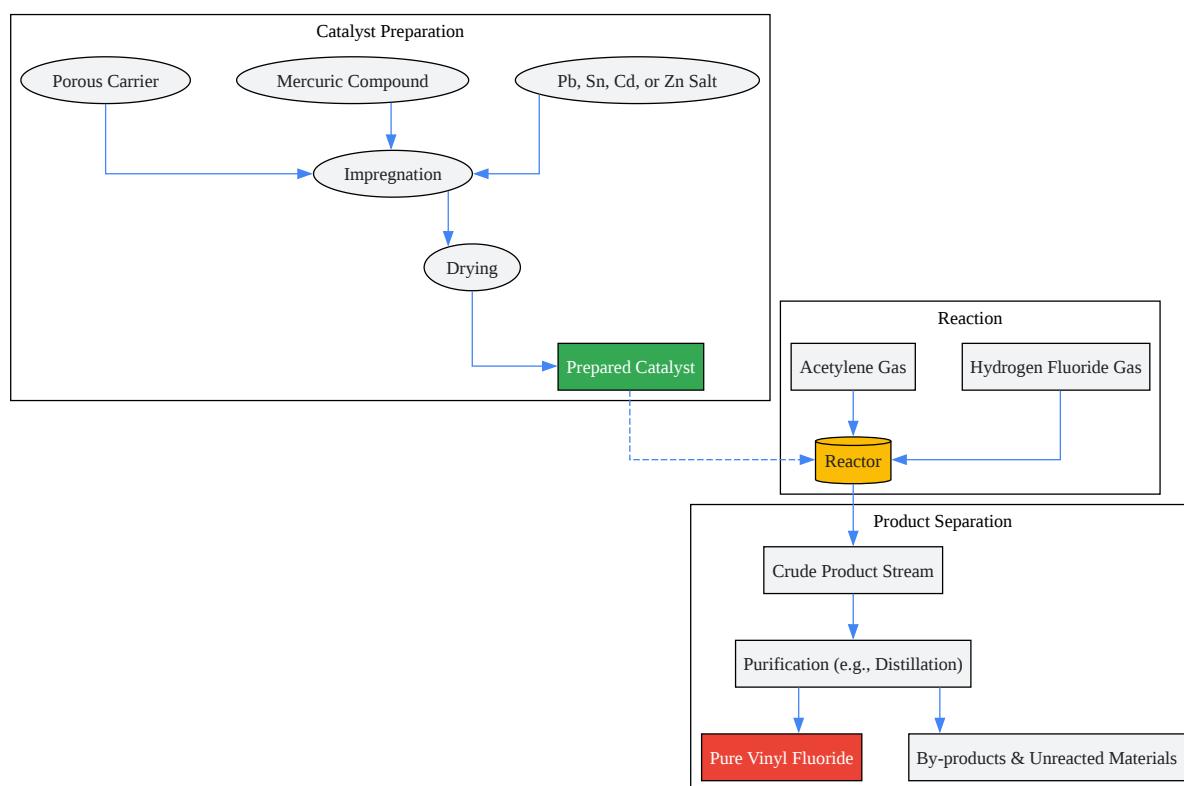 Catalyst Preparation
Porous Carrier
Mercuric Compound
Pb, Sn, Cd, or Zn Salt
Impregnation
Drying
Prepared Catalyst
Reaction
Acetylene Gas
Hydrogen Fluoride Gas
Reactor
Product Separation
Crude Product Stream
Purification (e.g., Distillation)
Pure Vinyl Fluoride
By-products & Unreacted Materials